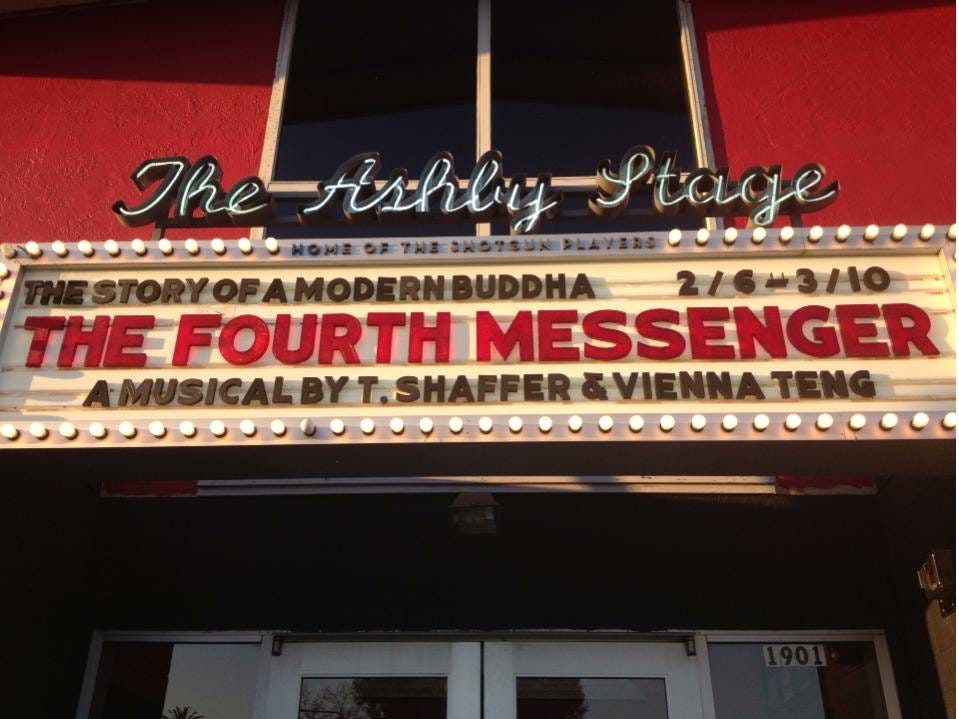 The Ashby Stage
HOME OF THE SHOTGUN PLAYERS
THE STORY OF A MODERN BUDDHA 2/6 - 3/10
THE FOURTH MESSENGER
A MUSICAL BY T. SHAFFER & VIENNA TENG
1901